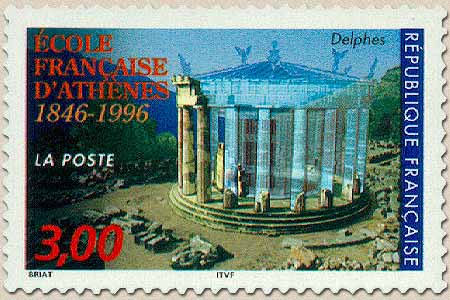 ÉCOLE
FRANÇAISE
D'ATHÈNES
1846-1996
Delphes
RÉPUBLIQUE FRANÇAISE
LA POSTE
3,00
BRIAT
ITVF